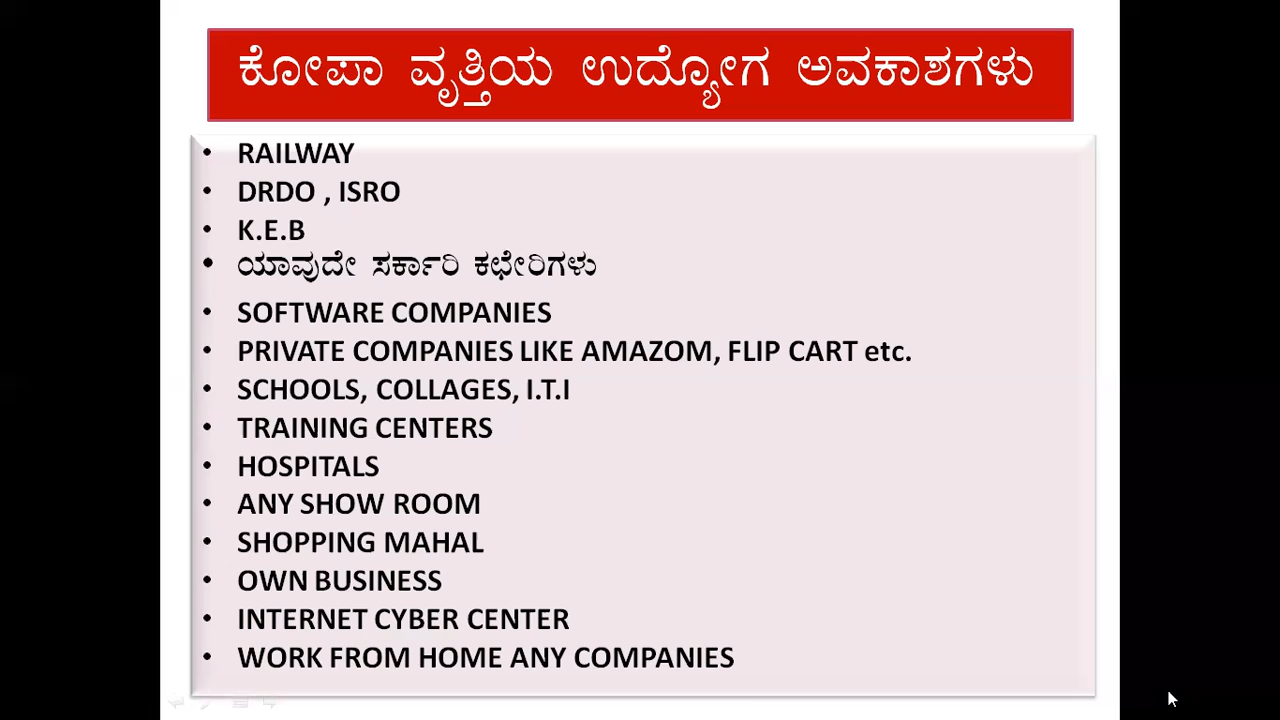 ಕೋಪಾ ವೃತ್ತಿಯ ಉದ್ಯೋಗ ಅವಕಾಶಗಳು
• RAILWAY
• DRDO , ISRO
• K.E.B
• ಯಾವುದೇ ಸರ್ಕಾರಿ ಕಛೇರಿಗಳು
• SOFTWARE COMPANIES
• PRIVATE COMPANIES LIKE AMAZOM, FLIP CART etc.
• SCHOOLS, COLLAGES, I.T.I
• TRAINING CENTERS
• HOSPITALS
• ANY SHOW ROOM
• SHOPPING MAHAL
• OWN BUSINESS
• INTERNET CYBER CENTER
• WORK FROM HOME ANY COMPANIES